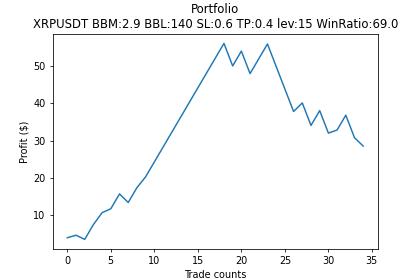 Portfolio
XRPUSDT BBM:2.9 BBL:140 SL:0.6 TP:0.4 lev:15 WinRatio:69.0
50
40
30
20
10
Profit ($)
0 5 10 15 20 25 30 35
Trade counts